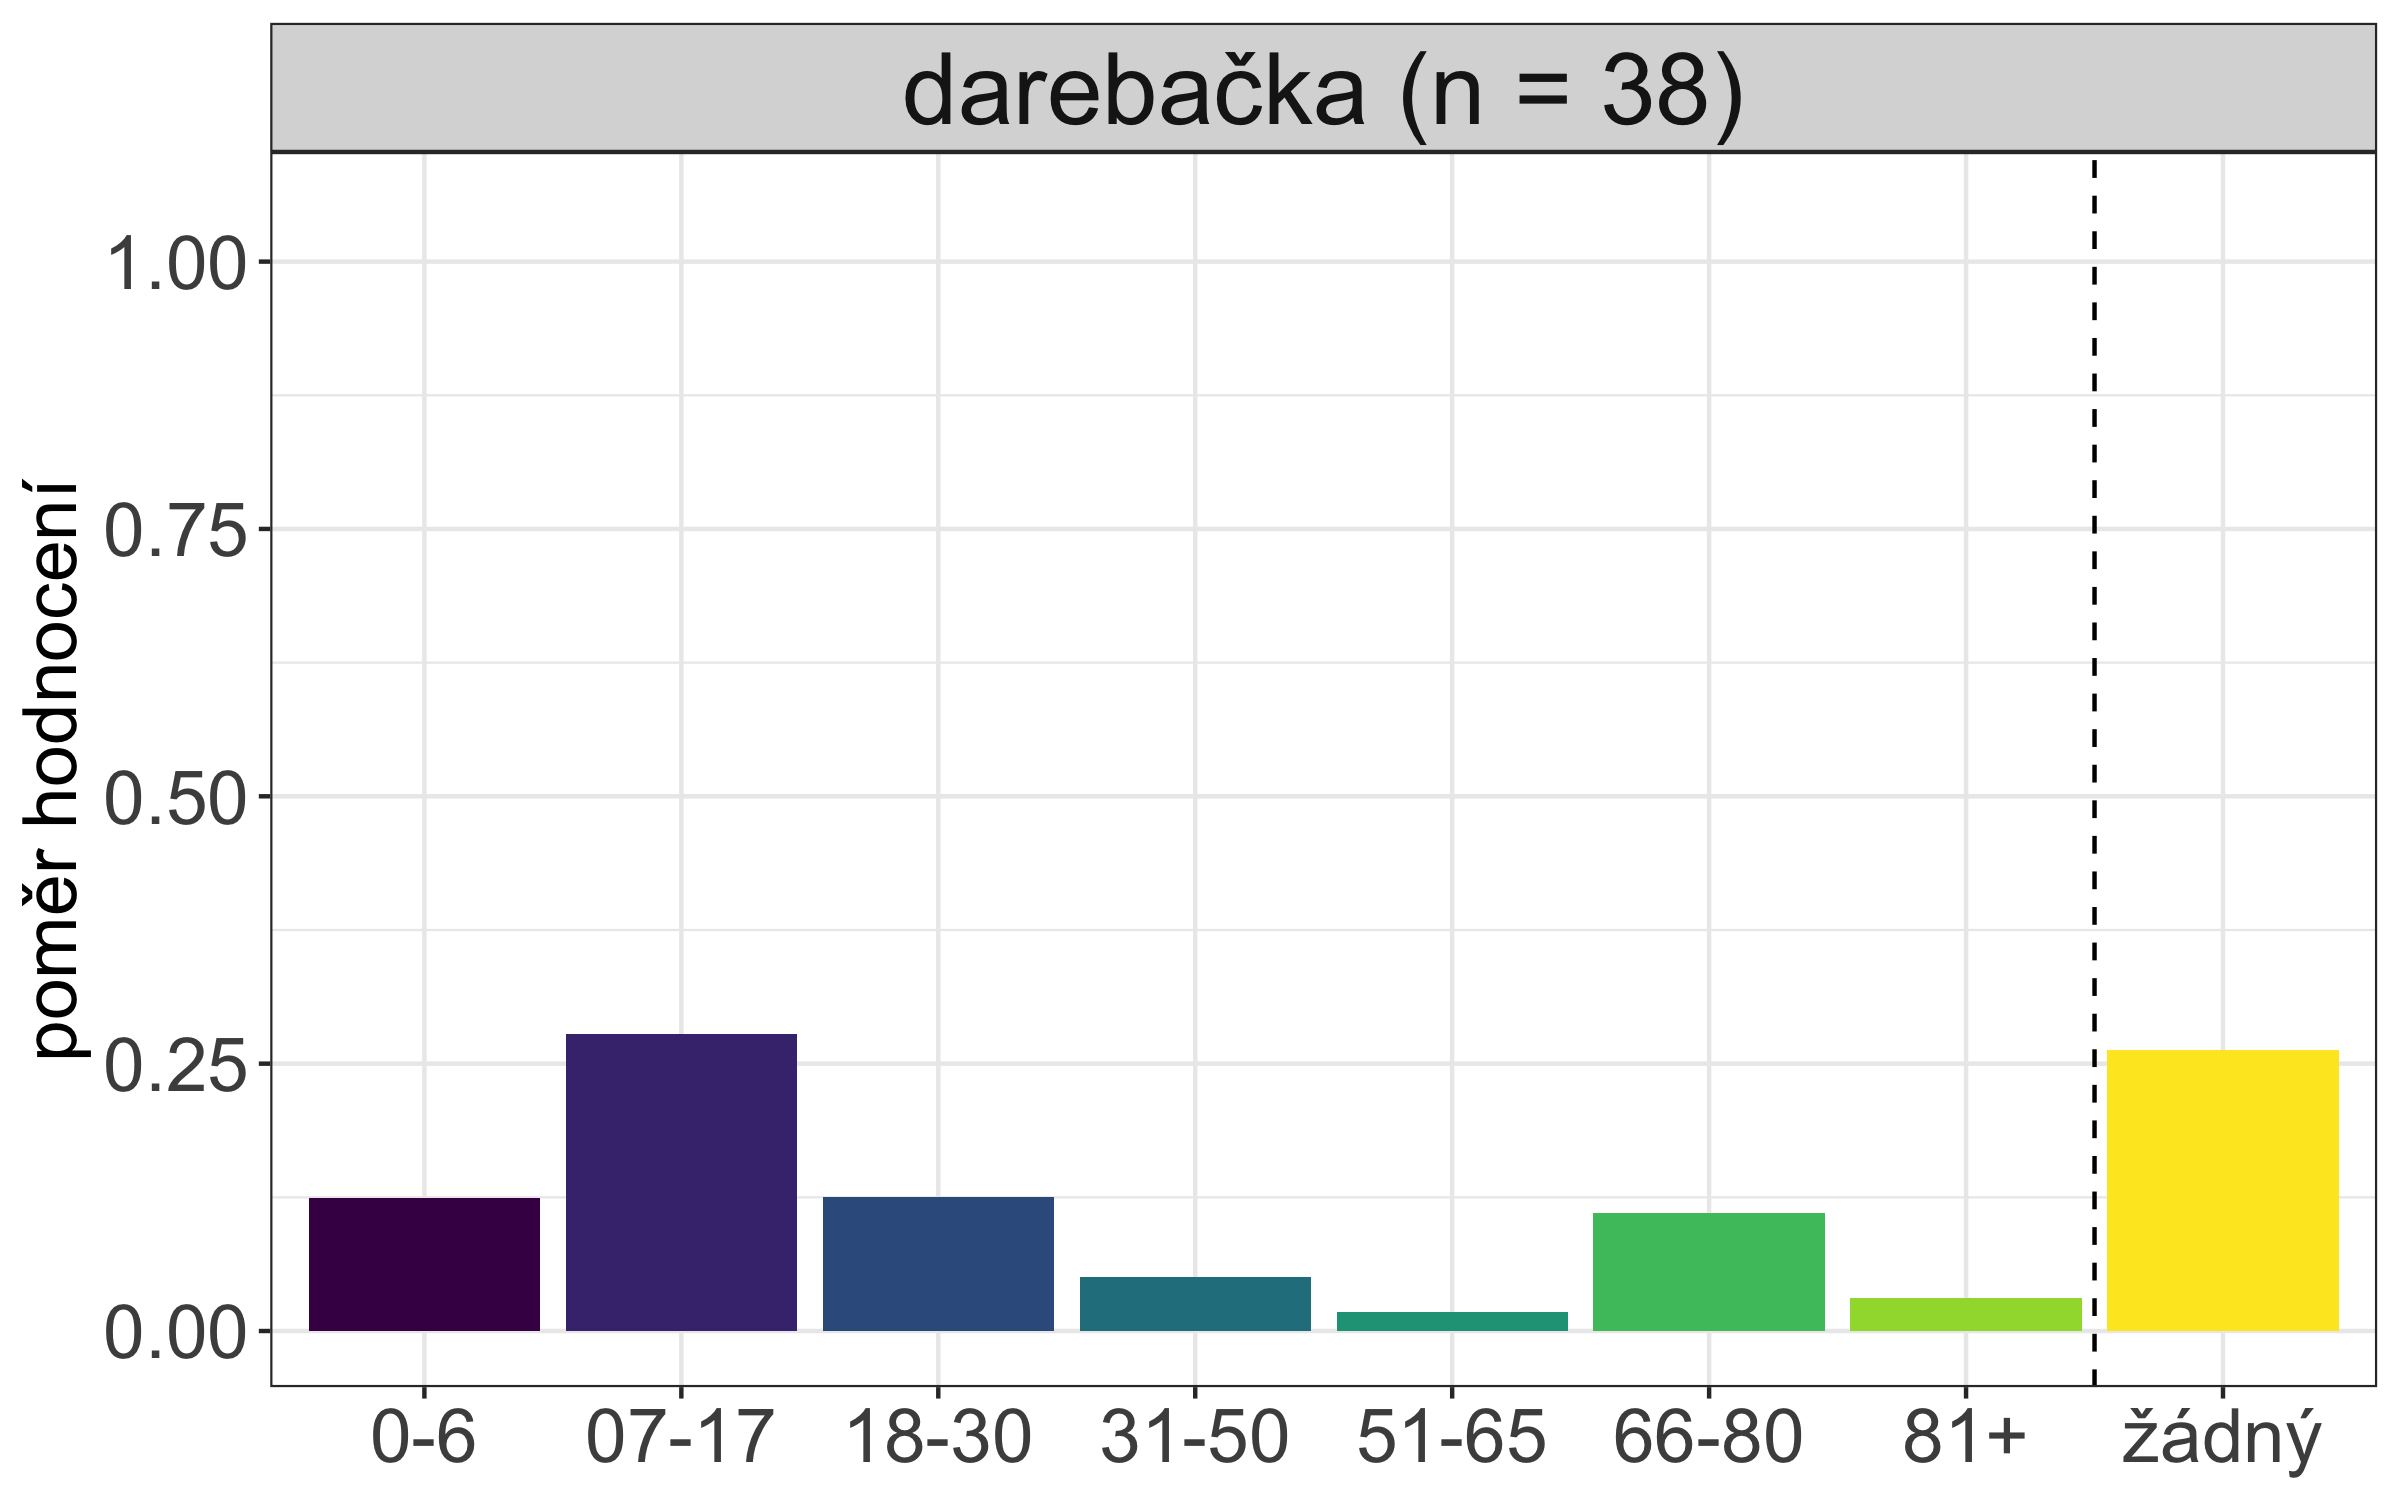 darebačka (n = 38)
poměr hodnocení
1.00
0.75
0.50
0.25
0.00
0-6 07-17 18-30 31-50 51-65 66-80 81+ žádný